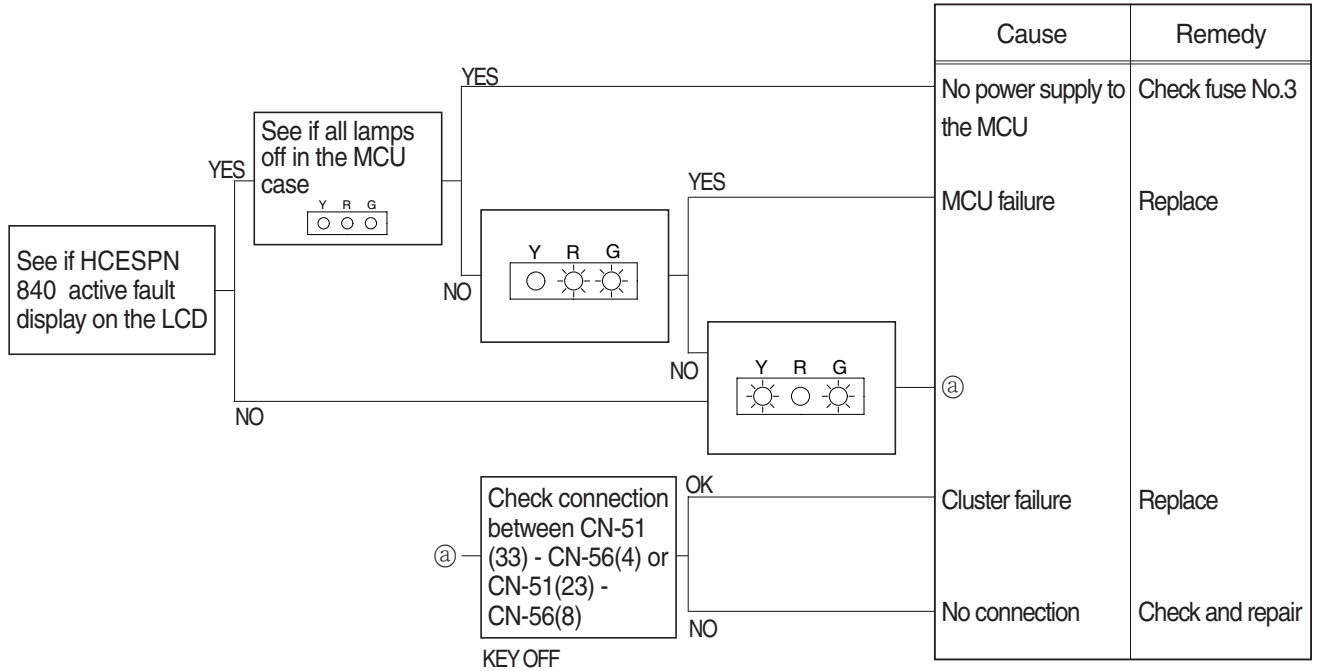 Cause
Remedy
YES
No power supply to
the MCU
Check fuse No.3
See if all lamps
off in the MCU
case
Y R G
YES
YES
MCU failure
Replace
See if HCESPN
840 active fault
display on the LCD
NO
Y R G
NO
Y R G
ⓐ
NO
ⓐ
Check connection
between CN-51
(33) - CN-56(4) or
CN-51(23) -
CN-56(8)
OK
Cluster failure
Replace
NO
No connection
Check and repair
KEY OFF